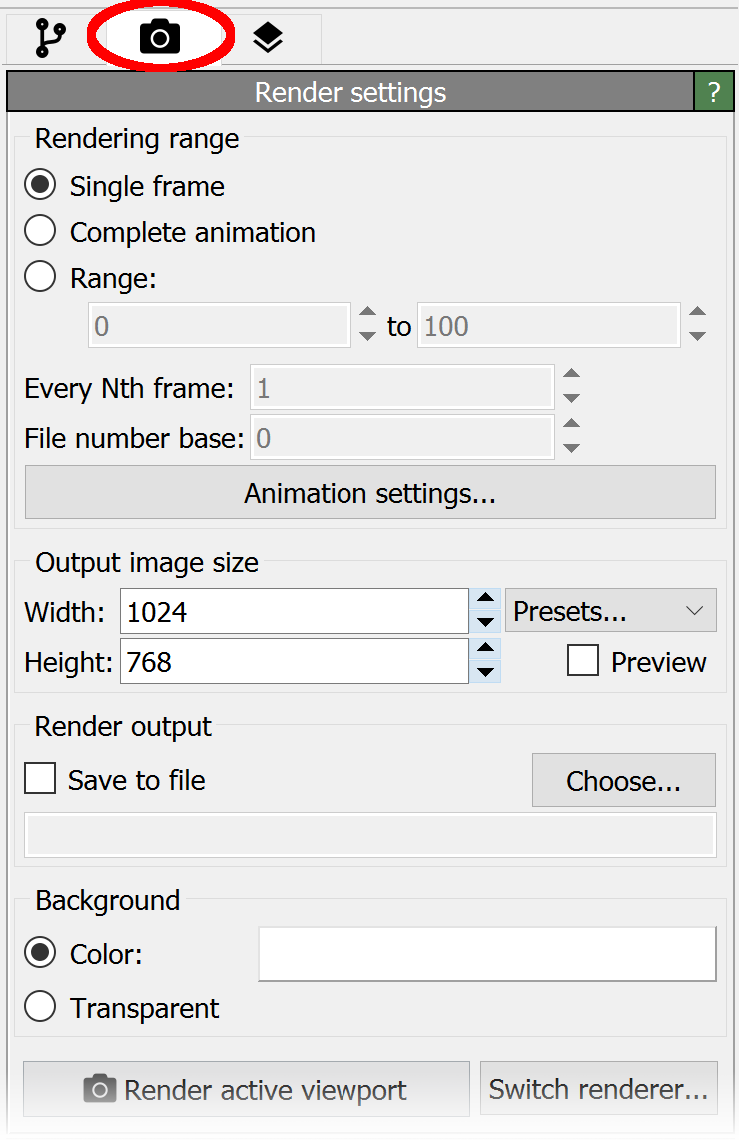 Render settings ?
Rendering range
Single frame
Complete animation
Range:
0 to 100
Every Nth frame: 1
File number base: 0
Animation settings...
Output image size
Width: 1024 Presets...
Height: 768 Preview
Render output
Save to file Choose...
Background
Color:
Transparent
Render active viewport Switch renderer...